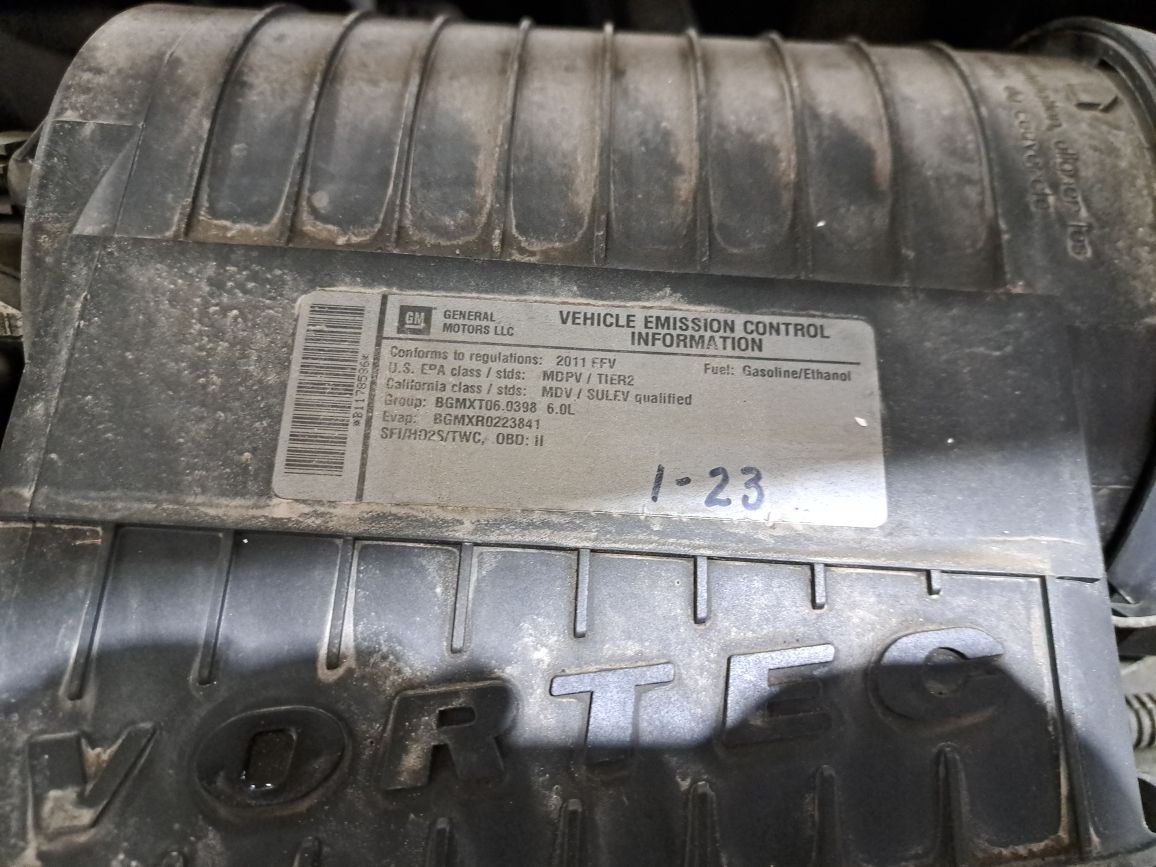 GM GENERAL MOTORS LLC
VEHICLE EMISSION CONTROL
INFORMATION
Conforms to regulations: 2011 FFV
Fuel: Gasoline/Ethanol
U.S. EPA class / stds: MDPV / TIER2
California class / stds: MDV / SULEV qualified
Group: BGMXT06.0398 6.0L
Evap: BGMXR0223841
SFI/HO2S/TWC, OBD: II
*B1178536*
1-23
VORTEC